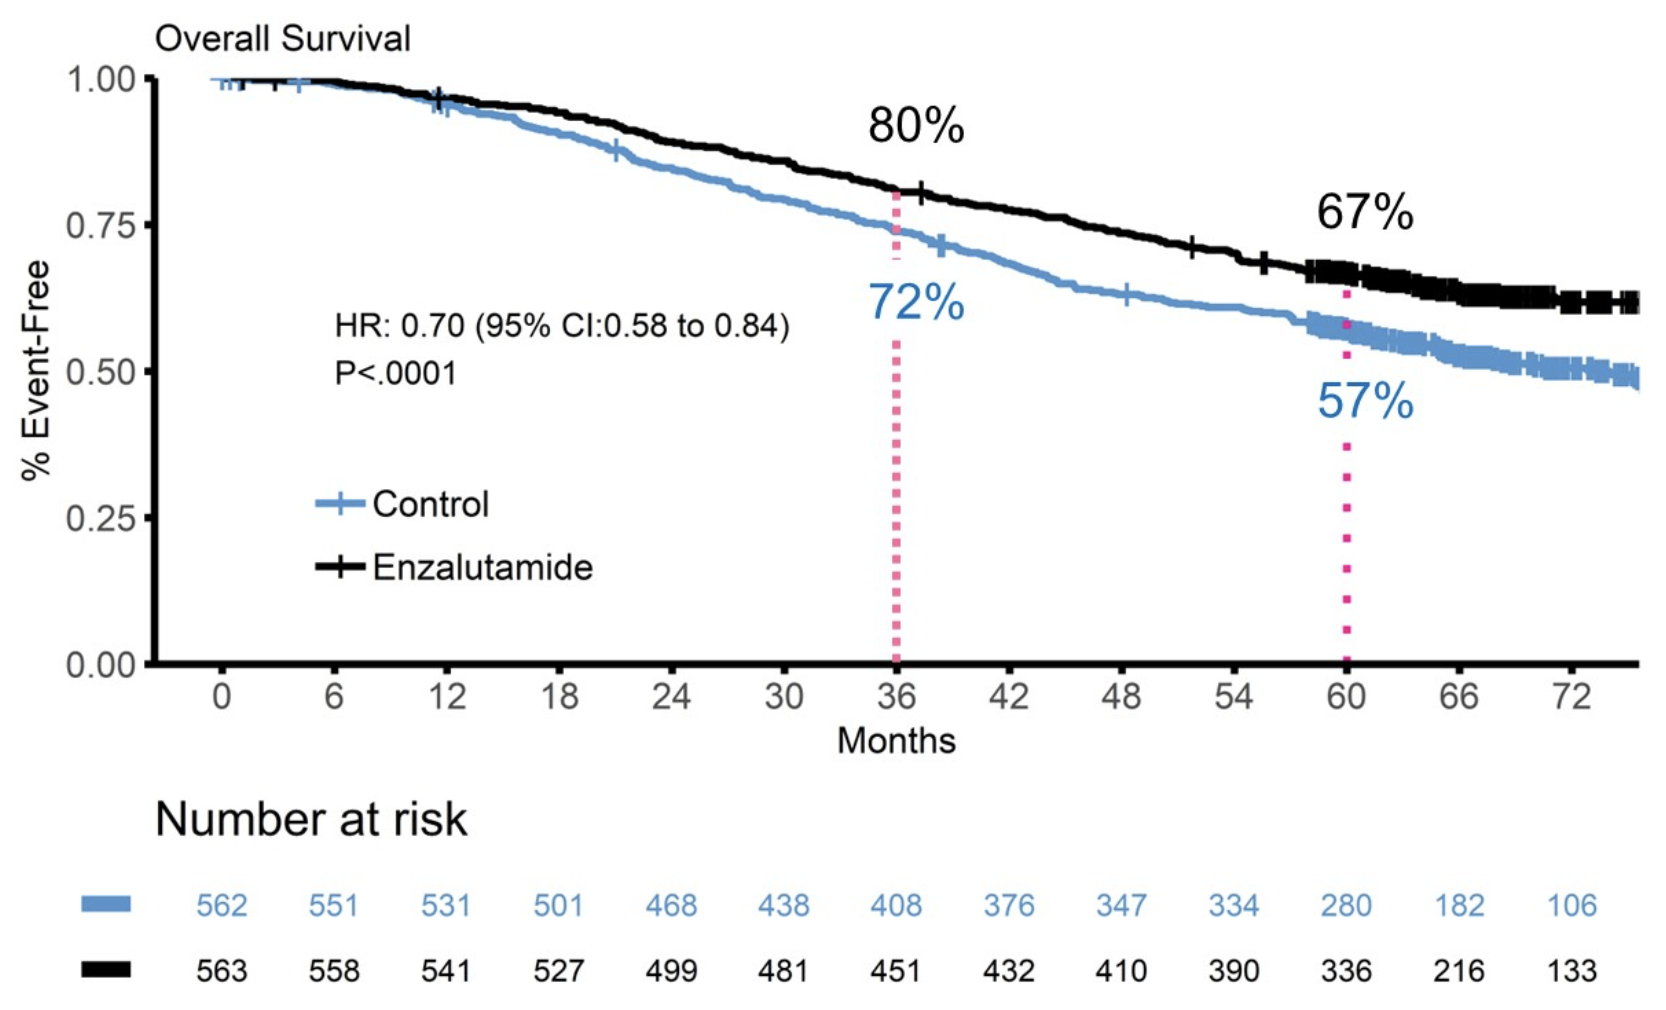 Overall Survival
1.00
0.75
0.50
0.25
0.00
% Event-Free
80%
67%
72%
57%
HR: 0.70 (95% CI:0.58 to 0.84)
P<.0001
Control
Enzalutamide
0 6 12 18 24 30 36 42 48 54 60 66 72
Months
Number at risk
562 551 531 501 468 438 408 376 347 334 280 182 106
563 558 541 527 499 481 451 432 410 390 336 216 133